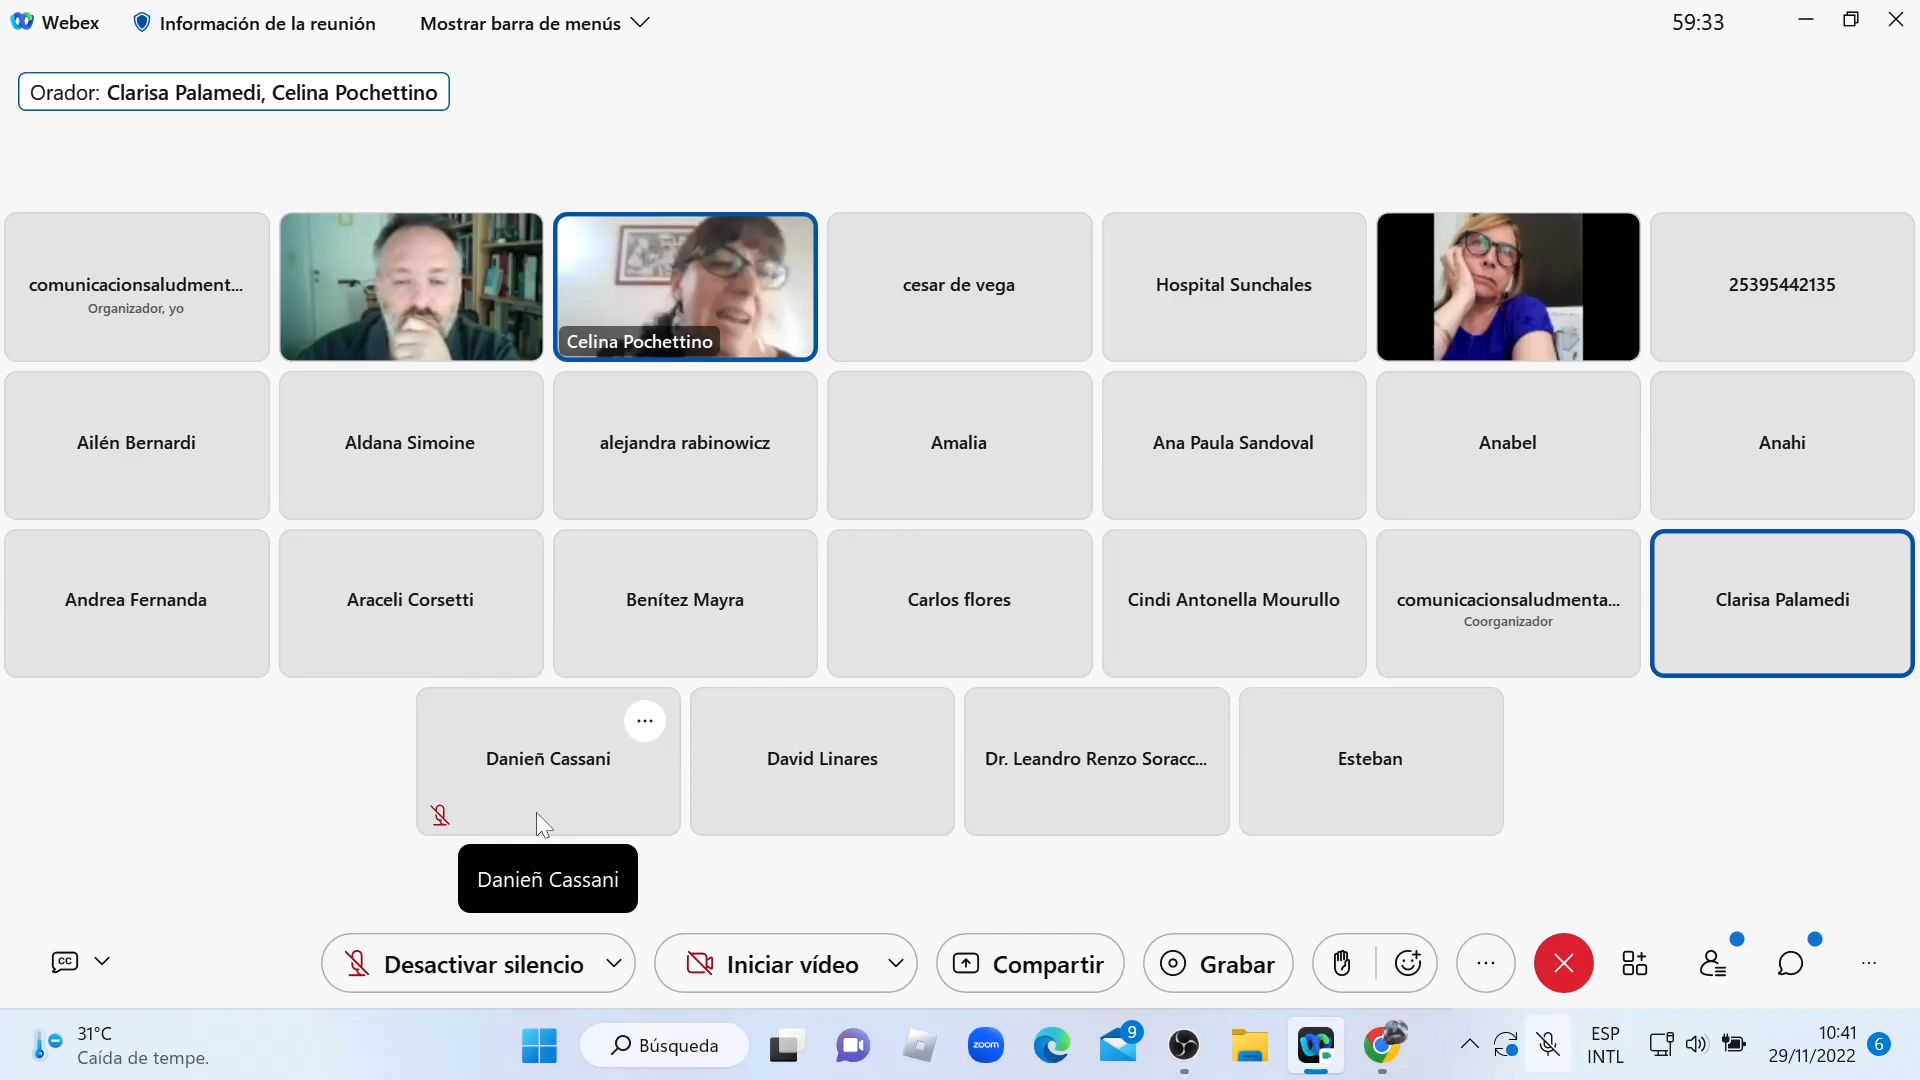 Webex
Información de la reunión
Mostrar barra de menús
59:33
Orador: Clarisa Palamedi, Celina Pochettino
comunicacionsaludment...
Organizador, yo
Celina Pochettino
cesar de vega
Hospital Sunchales
25395442135
Ailén Bernardi
Aldana Simoine
alejandra rabinowicz
Amalia
Ana Paula Sandoval
Anabel
Anahi
Andrea Fernanda
Araceli Corsetti
Benítez Mayra
Carlos flores
Cindi Antonella Mourullo
comunicacionsaludmenta...
Coorganizador
Clarisa Palamedi
Danieñ Cassani
David Linares
Dr. Leandro Renzo Soracc...
Esteban
Danieñ Cassani
CC
Desactivar silencio
Iniciar vídeo
Compartir
Grabar
31°C
Caída de tempe.
Búsqueda
zoom
9
ESP
INTL
10:41
29/11/2022
6